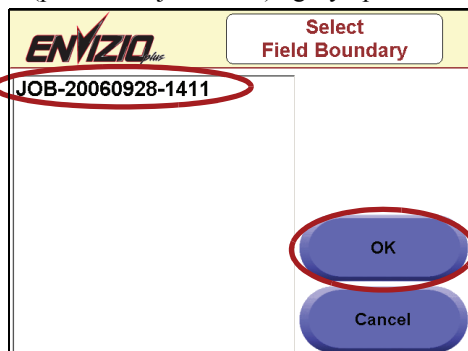 ENVIZIO plus
Select
Field Boundary
JOB-20060928-1411
OK
Cancel